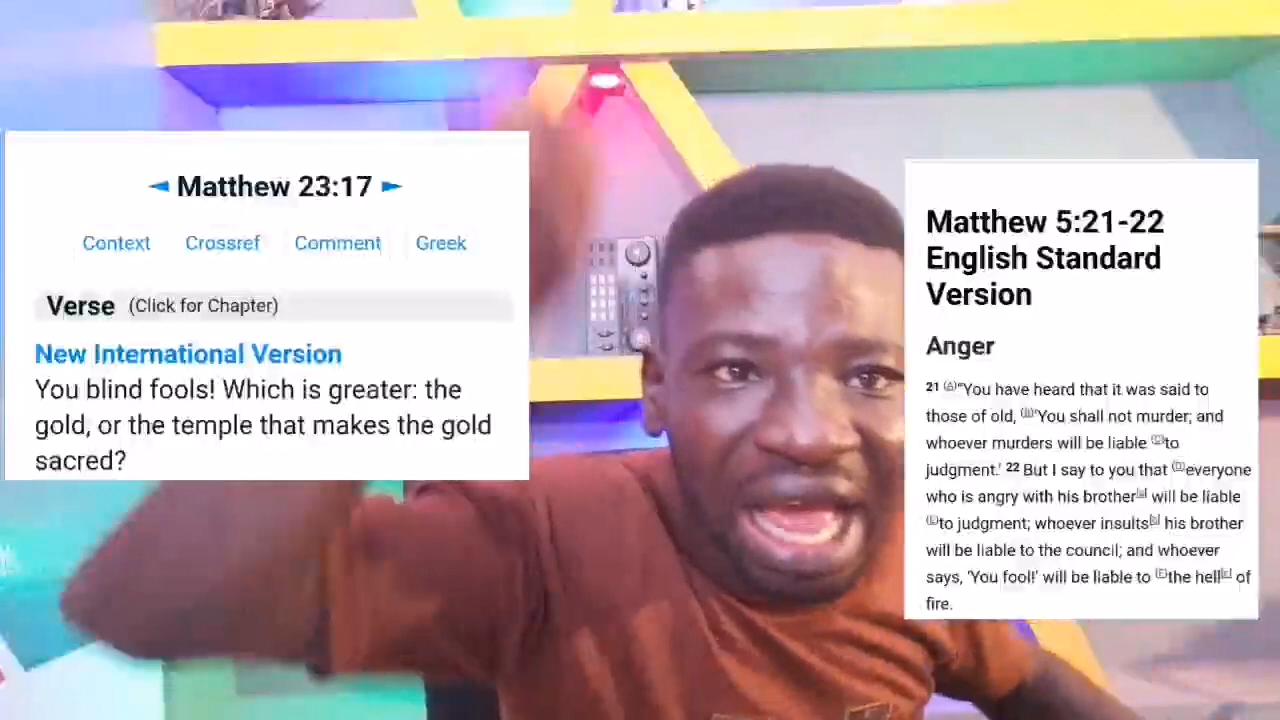 ◄ Matthew 23:17 ►
Context Crossref Comment Greek
Verse (Click for Chapter)
New International Version
You blind fools! Which is greater: the
gold, or the temple that makes the gold
sacred?
Matthew 5:21-22
English Standard
Version
Anger
21 (A)“You have heard that it was said to
those of old, (B)‘You shall not murder; and
whoever murders will be liable (C)to
judgment.’ 22 But I say to you that (D)everyone
who is angry with his brother[a] will be liable
(E)to judgment; whoever insults[b] his brother
will be liable to the council; and whoever
says, ‘You fool!’ will be liable to (F)the hell[c] of
fire.